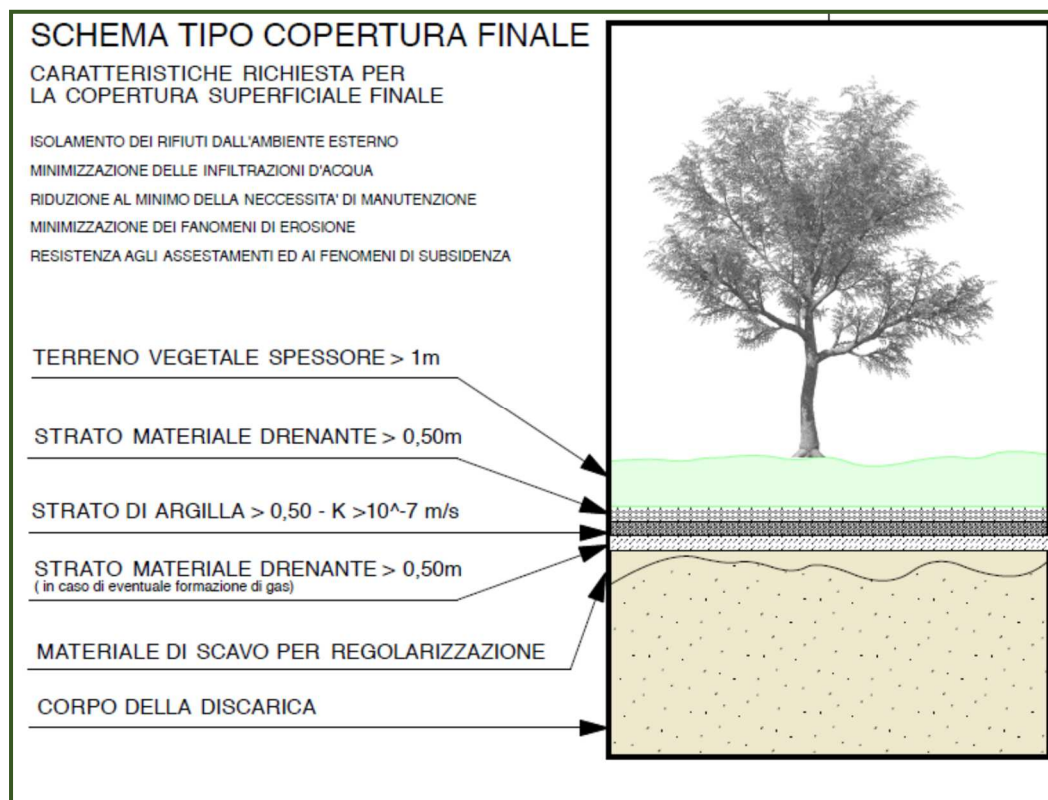 SCHEMA TIPO COPERTURA FINALE
CARATTERISTICHE RICHIESTA PER
LA COPERTURA SUPERFICIALE FINALE
ISOLAMENTO DEI RIFIUTI DALL'AMBIENTE ESTERNO
MINIMIZZAZIONE DELLE INFILTRAZIONI D'ACQUA
RIDUZIONE AL MINIMO DELLA NECCESSITA' DI MANUTENZIONE
MINIMIZZAZIONE DEI FANOMENI DI EROSIONE
RESISTENZA AGLI ASSESTAMENTI ED AI FENOMENI DI SUBSIDENZA
TERRENO VEGETALE SPESSORE > 1m
STRATO MATERIALE DRENANTE > 0,50m
STRATO DI ARGILLA > 0,50 - K >10^-7 m/s
STRATO MATERIALE DRENANTE > 0,50m
( in caso di eventuale formazione di gas)
MATERIALE DI SCAVO PER REGOLARIZZAZIONE
CORPO DELLA DISCARICA